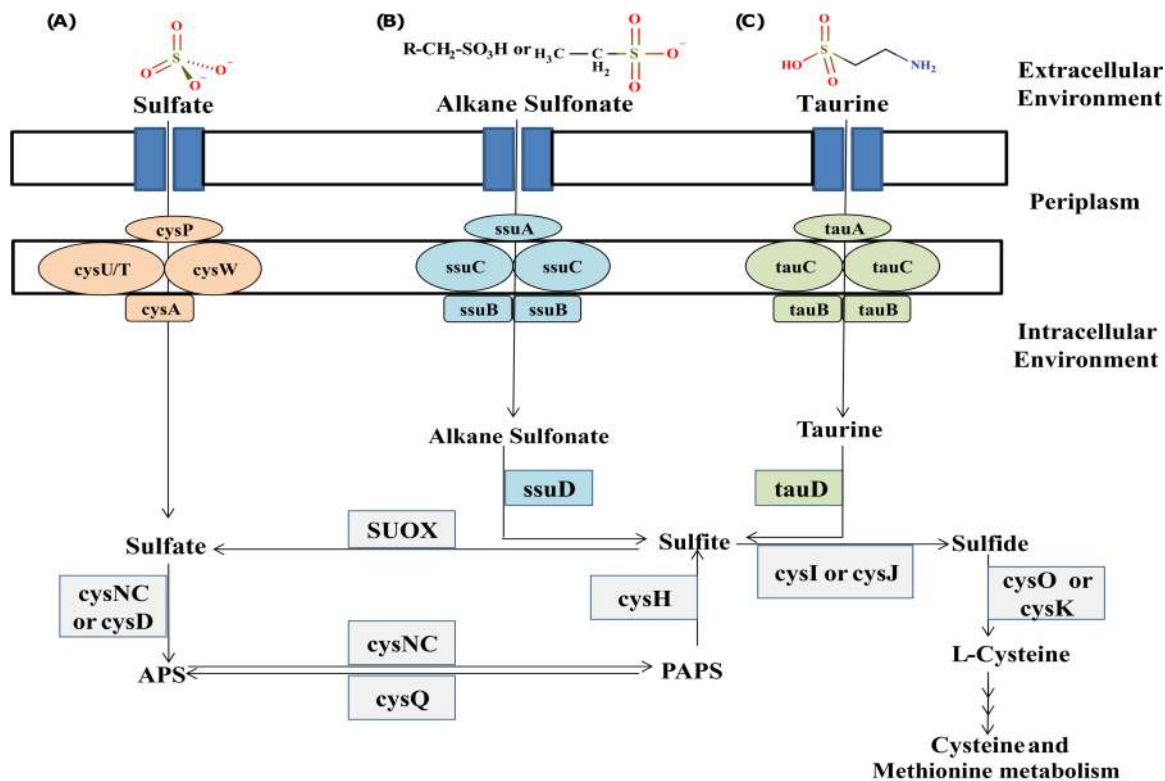 (A)
(B)
(C)
O
O
S
O⁻
O⁻
R-CH₂-SO₃H or
H₃C
C
H₂
O
S
O⁻
O
O
S
HO
O
NH₂
Extracellular
Environment
Sulfate
Alkane Sulfonate
Taurine
Periplasm
cysP
ssuA
tauA
cysU/T
cysW
ssuC
ssuC
tauC
tauC
cysA
ssuB
ssuB
tauB
tauB
Intracellular
Environment
Alkane Sulfonate
Taurine
ssuD
tauD
SUOX
Sulfate
Sulfite
Sulfide
cysNC
or cysD
cysH
cysI or cysJ
cysO or
cysK
cysNC
APS
PAPS
cysQ
L-Cysteine
Cysteine and
Methionine metabolism